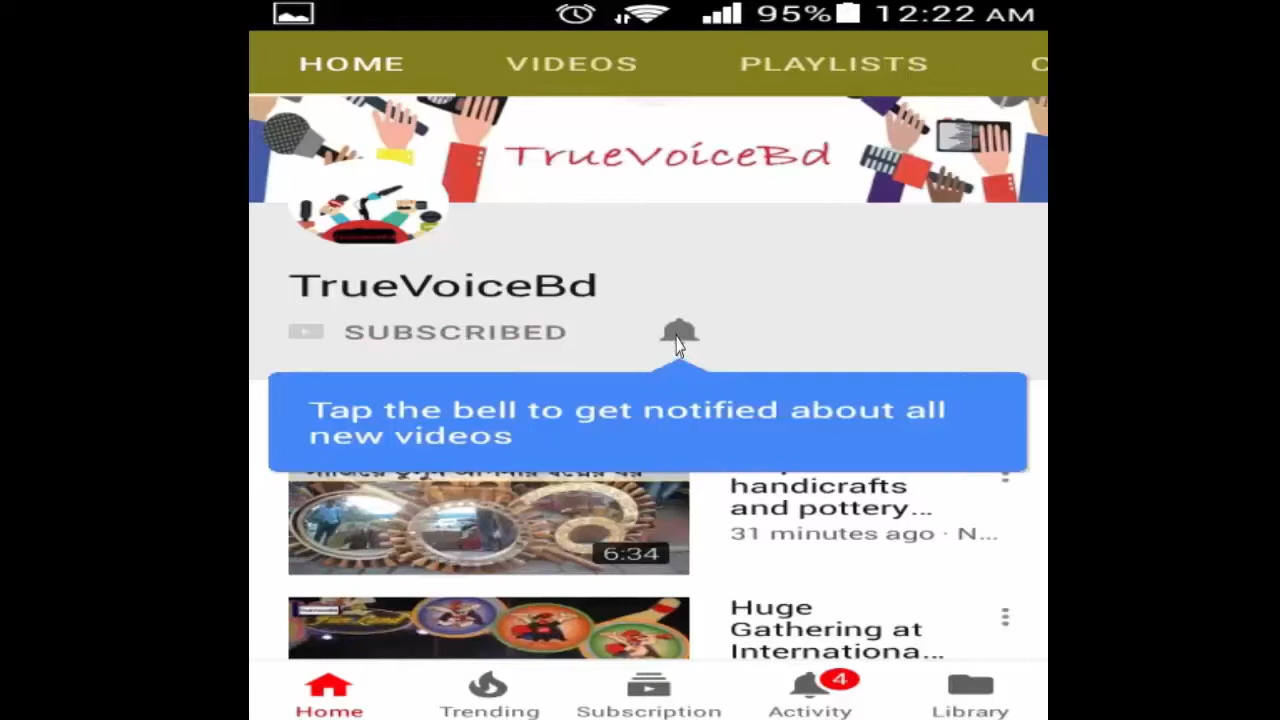 95% 12:22 AM
HOME VIDEOS PLAYLISTS
TrueVoiceBd
TrueVoiceBd
SUBSCRIBED
Tap the bell to get notified about all
new videos
handicrafts
and pottery...
31 minutes ago · N...
6:34
Huge
Gathering at
Internationa...
4
Home Trending Subscription Activity Library